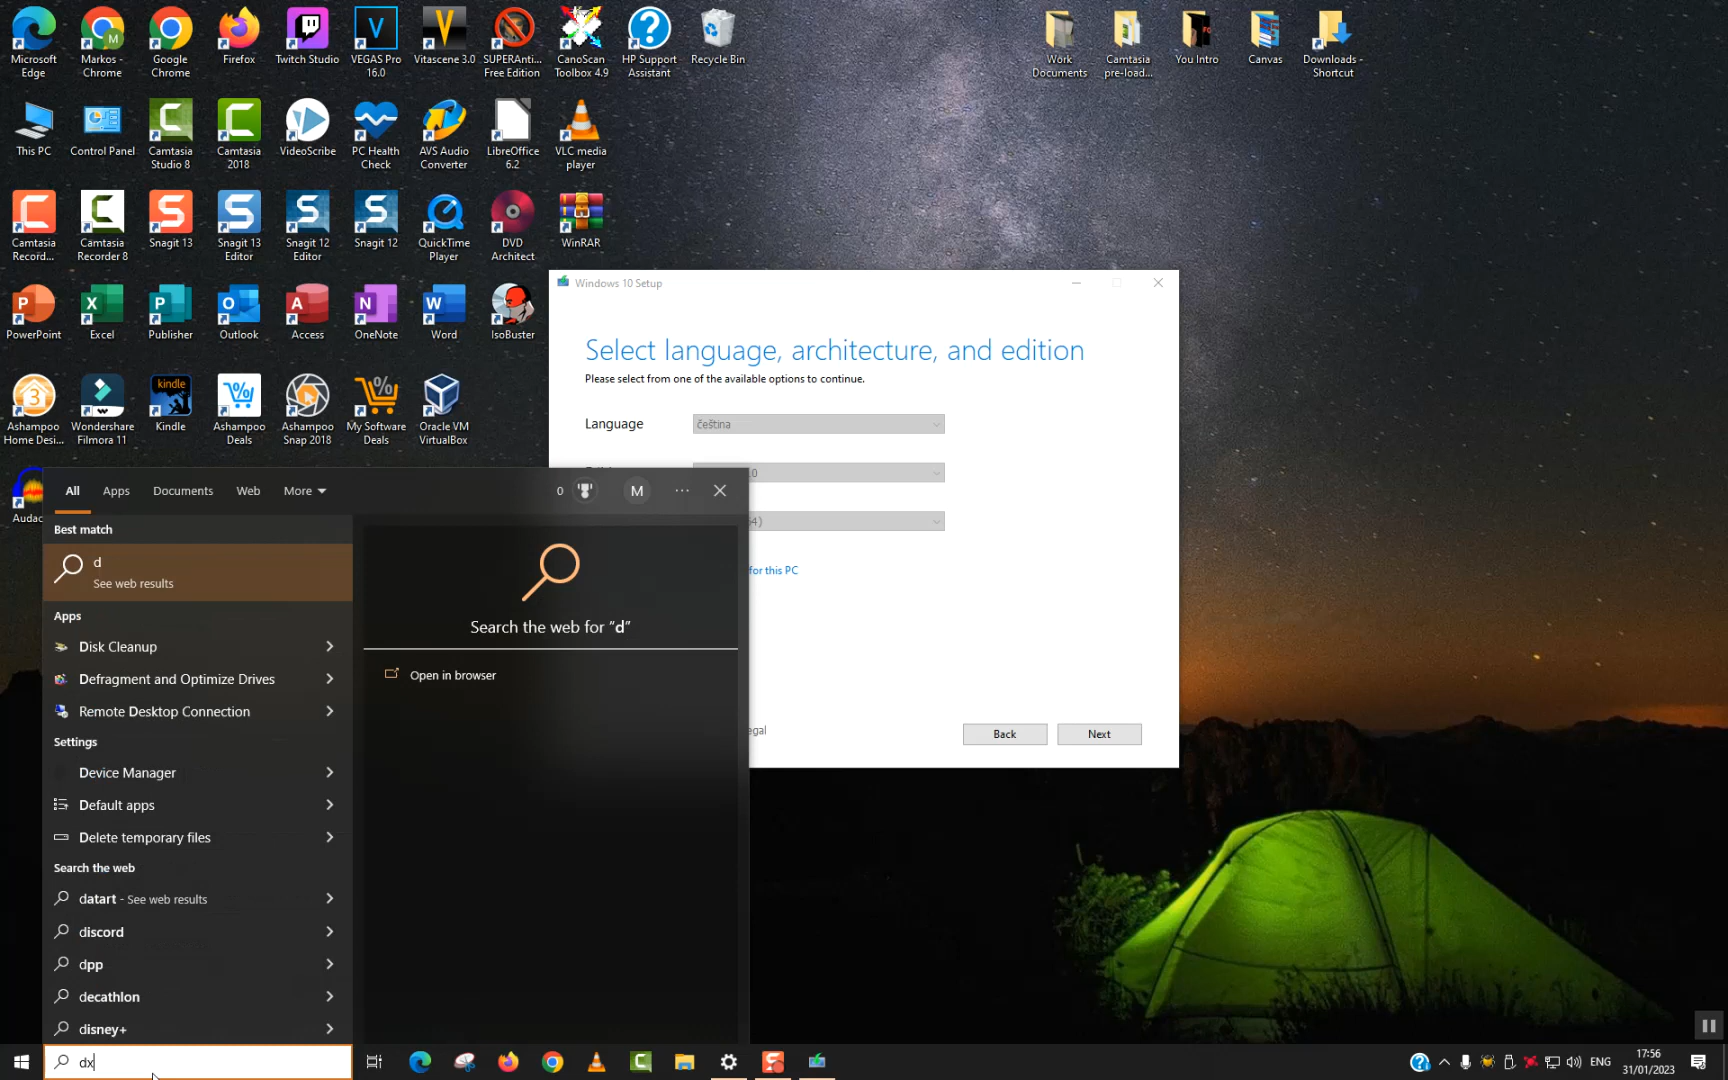 Microsoft Edge
Markos - Chrome
Google Chrome
Firefox
Twitch Studio
VEGAS Pro 16.0
Vitascene 3.0
SUPERAnti... Free Edition
CanoScan Toolbox 4.9
HP Support Assistant
Recycle Bin
Work Documents
Camtasia pre-load...
You Intro
Canvas
Downloads - Shortcut
This PC
Control Panel
Camtasia Studio 8
Camtasia 2018
VideoScribe
PC Health Check
AVS Audio Converter
LibreOffice 6.2
VLC media player
Camtasia Record...
Camtasia Recorder 8
Snagit 13
Snagit 13 Editor
Snagit 12 Editor
Snagit 12
QuickTime Player
DVD Architect
WinRAR
PowerPoint
Excel
Publisher
Outlook
Access
OneNote
Word
IsoBuster
Ashampoo Home Desi...
Wondershare Filmora 11
kindle
Kindle
Ashampoo Deals
Ashampoo Snap 2018
My Software Deals
Oracle VM VirtualBox
Audac
Windows 10 Setup
Select language, architecture, and edition
Please select from one of the available options to continue.
Language
čeština
0
4)
for this PC
egal
Back
Next
All
Apps
Documents
Web
More
0
M
Best match
d
See web results
Apps
Disk Cleanup
Defragment and Optimize Drives
Remote Desktop Connection
Settings
Device Manager
Default apps
Delete temporary files
Search the web
datart - See web results
discord
dpp
decathlon
disney+
Search the web for "d"
Open in browser
dx
ENG
17:56
31/01/2023